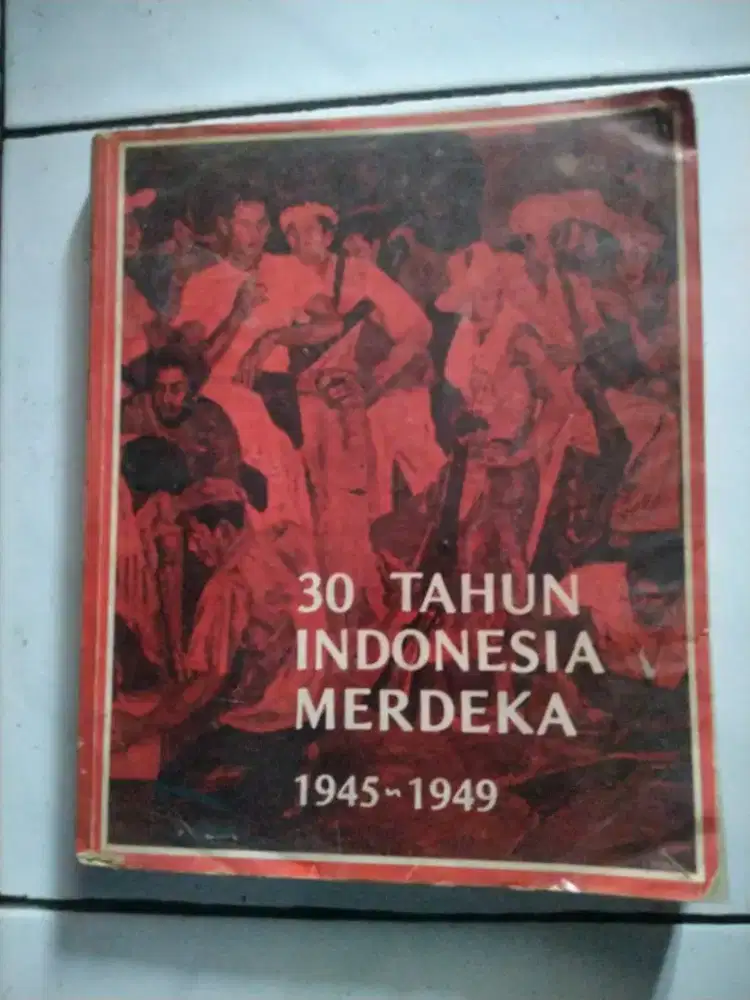 30 TAHUN
INDONESIA
MERDEKA
1945~1949